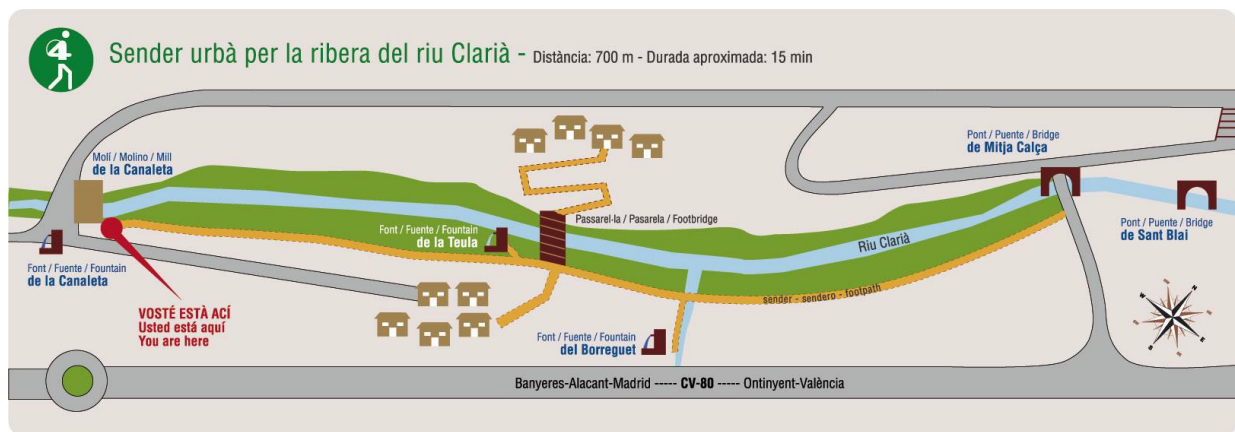 4
Sender urbà per la ribera del riu Clarià - Distància: 700 m - Durada aproximada: 15 min
Molí / Molino / Mill
de la Canaleta
Pont / Puente / Bridge
de Mitja Calça
Passarel·la / Pasarela / Footbridge
Font / Fuente / Fountain
de la Teula
Riu Clarià
Pont / Puente / Bridge
de Sant Blai
Font / Fuente / Fountain
de la Canaleta
sender - sendero - footpath
VOSTÉ ESTÀ ACÍ
Usted está aquí
You are here
Font / Fuente / Fountain
del Borreguet
Banyeres-Alacant-Madrid ----- CV-80 ----- Ontinyent-València